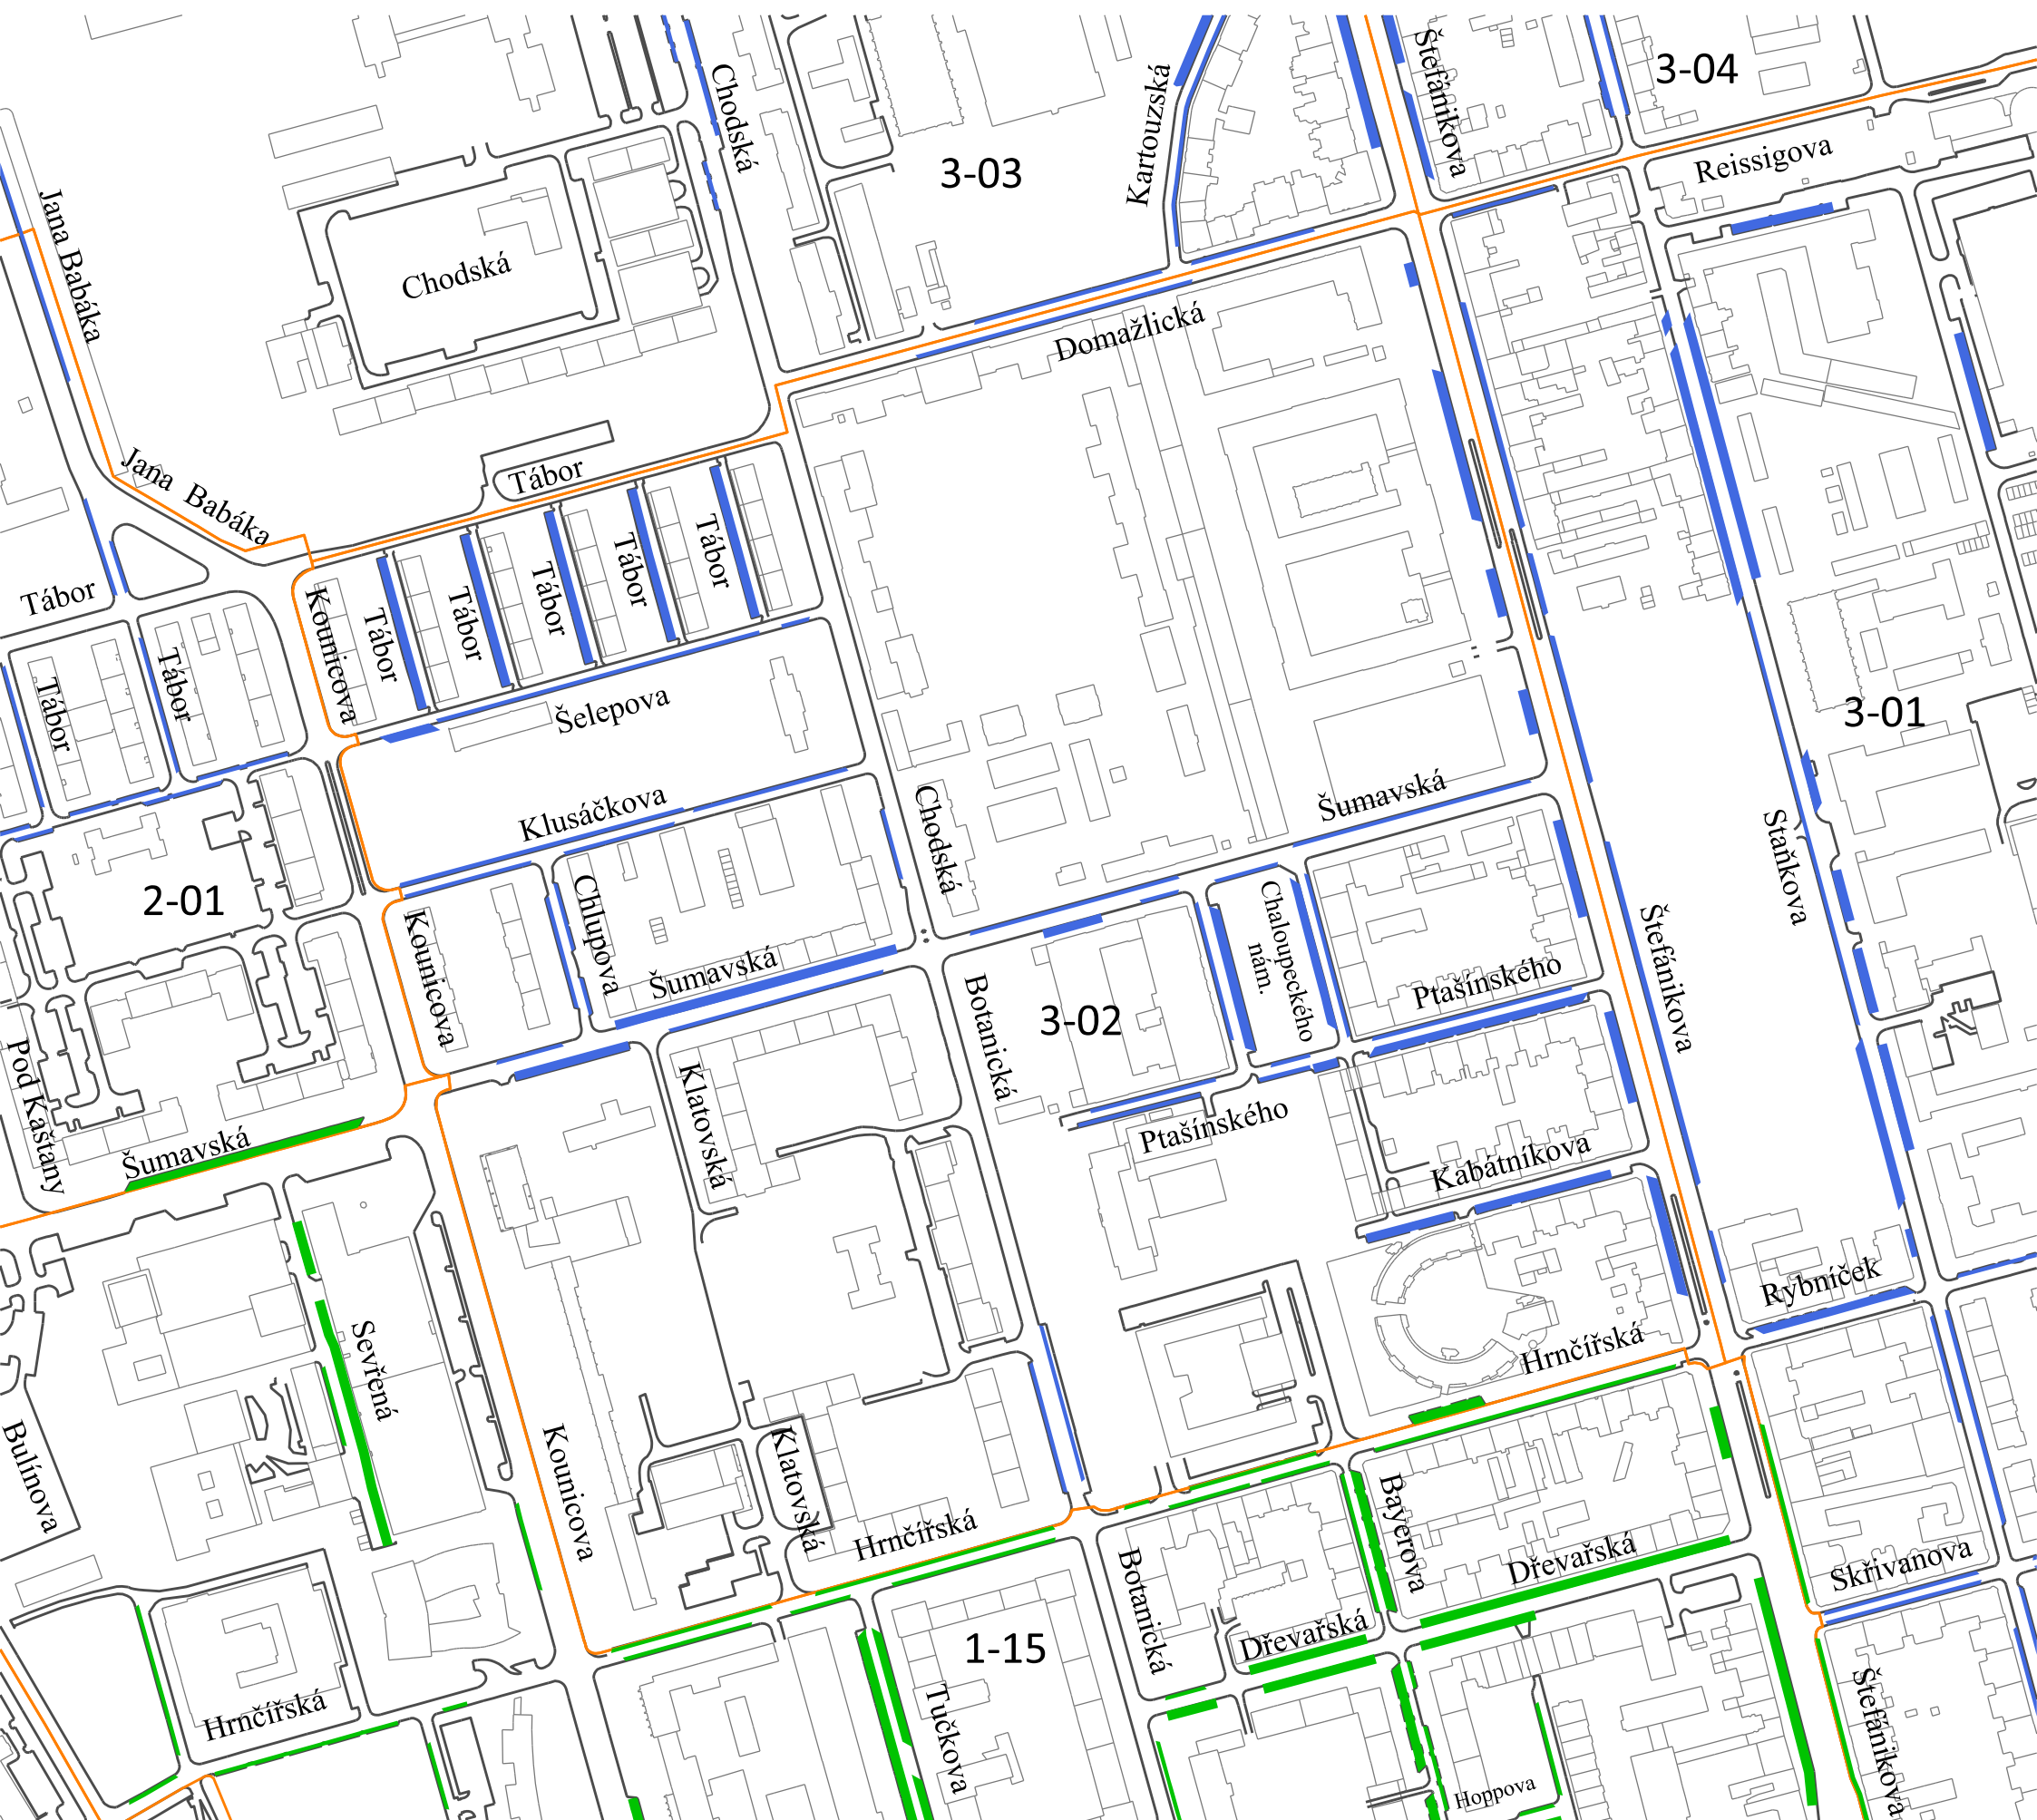 Štefánikova
3-04
Chodská
Kartouzská
Reissigova
3-03
Jana Babáka
Chodská
Domažlická
Jana Babáka
Tábor
Tábor
Tábor
Tábor
Tábor
Tábor
Tábor
Kounicova
Tábor
Tábor
Šelepova
3-01
Klusáčkova
Šumavská
Chodská
Staňkova
2-01
Chlupova
Chaloupeckého
nám.
Kounicova
Štefánikova
Šumavská
Ptašínského
Botanická
3-02
Pod Kaštany
Klatovská
Ptašínského
Šumavská
Kabátníkova
Rybníček
Sevřená
Hrnčířská
Bulínova
Kounicova
Klatovská
Hrnčířská
Bayerova
Botanická
Dřevařská
Skřivanova
Dřevařská
1-15
Hrnčířská
Tučkova
Štefánikova
Hoppova